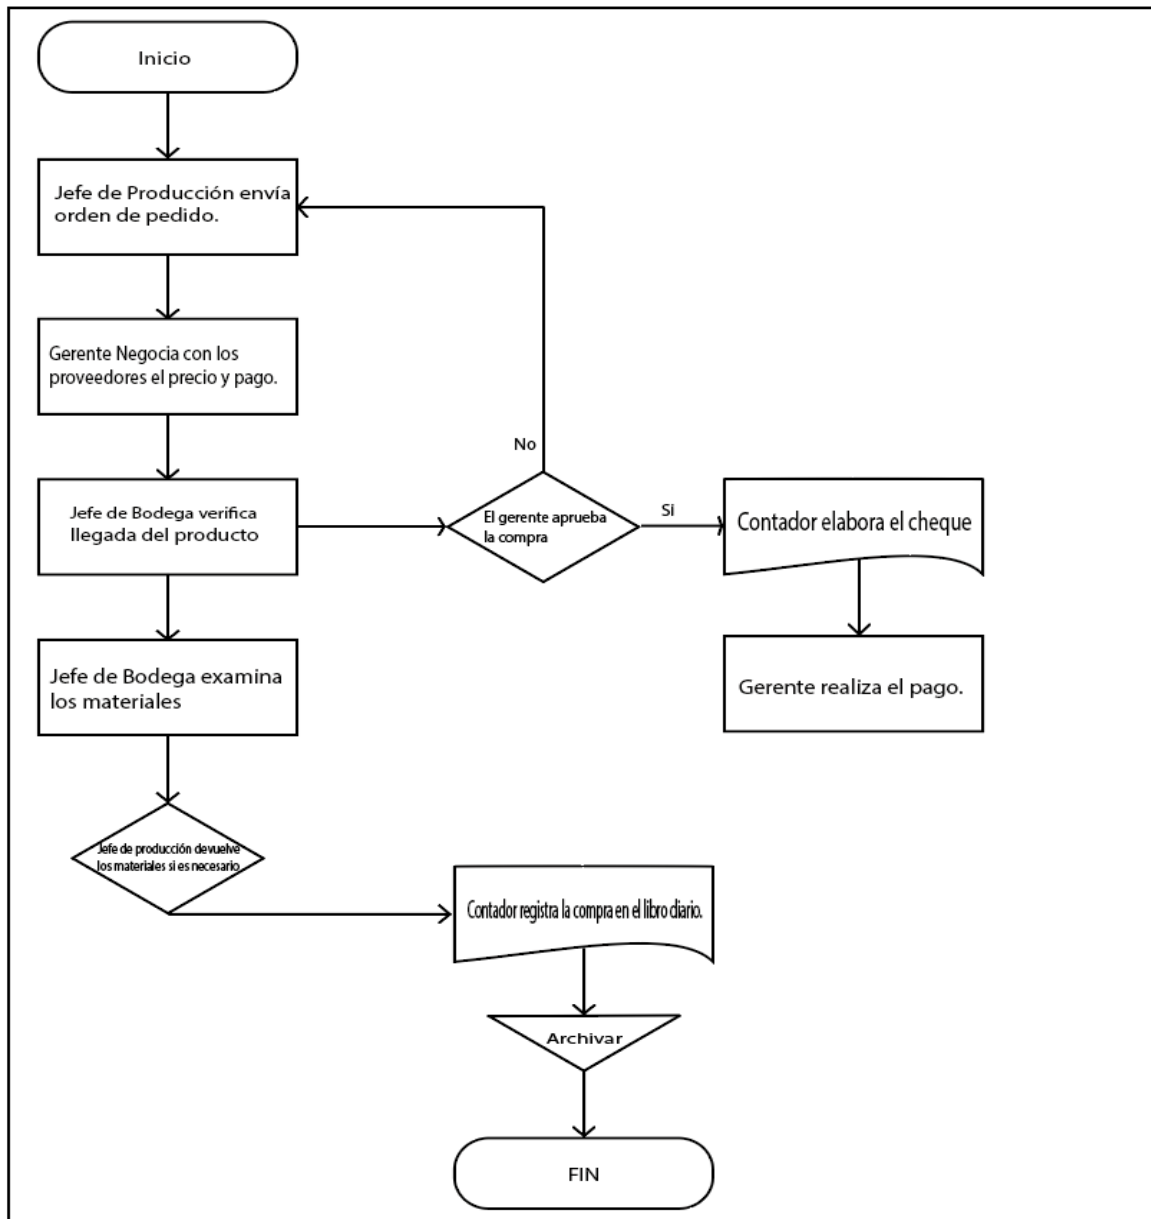 Inicio
Jefe de Producción envía
orden de pedido.
Gerente Negocia con los
proveedores el precio y pago.
No
Jefe de Bodega verifica
llegada del producto
El gerente aprueba
la compra
Si
Contador elabora el cheque
Jefe de Bodega examina
los materiales
Gerente realiza el pago.
Jefe de producción devuelve
los materiales si es necesario
Contador registra la compra en el libro diario.
Archivar
FIN